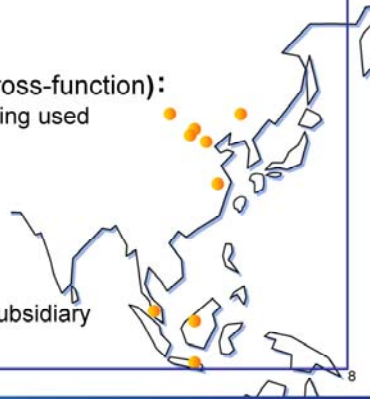 ross-function):
ing used
ubsidiary
8